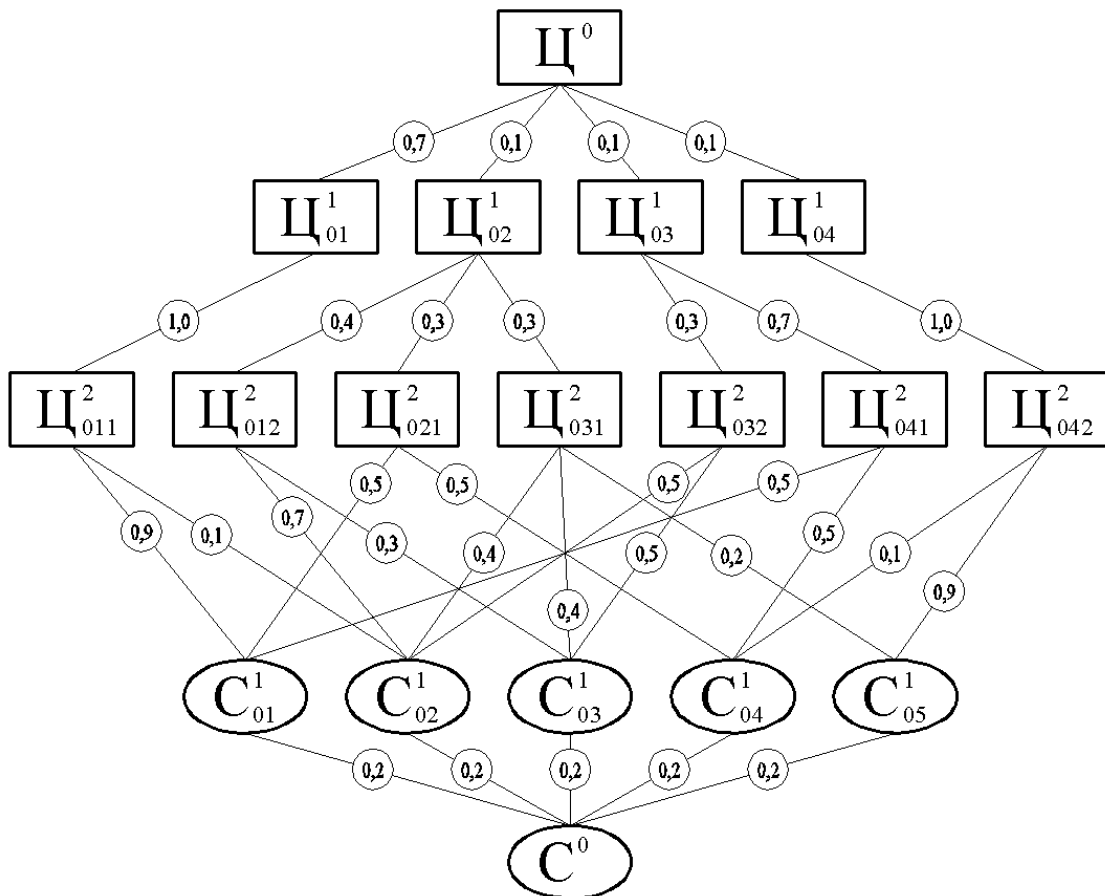 Ц⁰
0,7 0,1 0,1 0,1
Ц¹₀₁ Ц¹₀₂ Ц¹₀₃ Ц¹₀₄
1,0 0,4 0,3 0,3 0,3 0,7 1,0
Ц²₀₁₁ Ц²₀₁₂ Ц²₀₂₁ Ц²₀₃₁ Ц²₀₃₂ Ц²₀₄₁ Ц²₀₄₂
0,5 0,5 0,5 0,5
0,9 0,1 0,7 0,3 0,4 0,5 0,2 0,5 0,1
0,4 0,9
С¹₀₁ С¹₀₂ С¹₀₃ С¹₀₄ С¹₀₅
0,2 0,2 0,2 0,2 0,2
С⁰